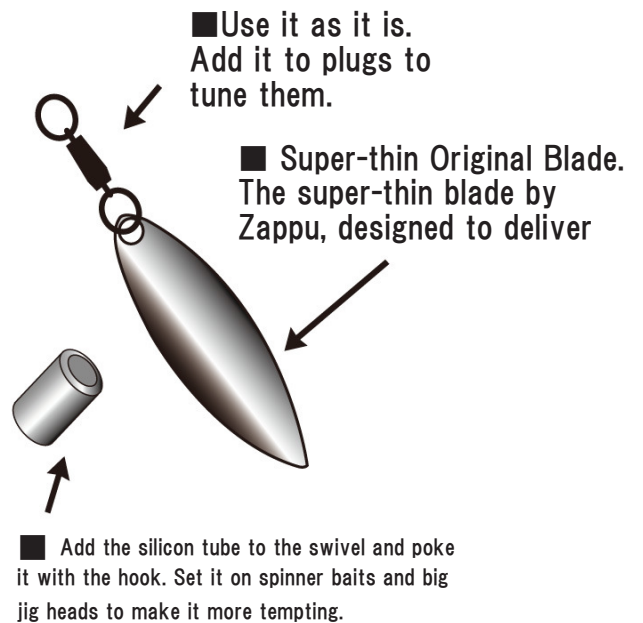 ■Use it as it is.
Add it to plugs to
tune them.
■ Super-thin Original Blade.
The super-thin blade by
Zappu, designed to deliver
■ Add the silicon tube to the swivel and poke
it with the hook. Set it on spinner baits and big
jig heads to make it more tempting.